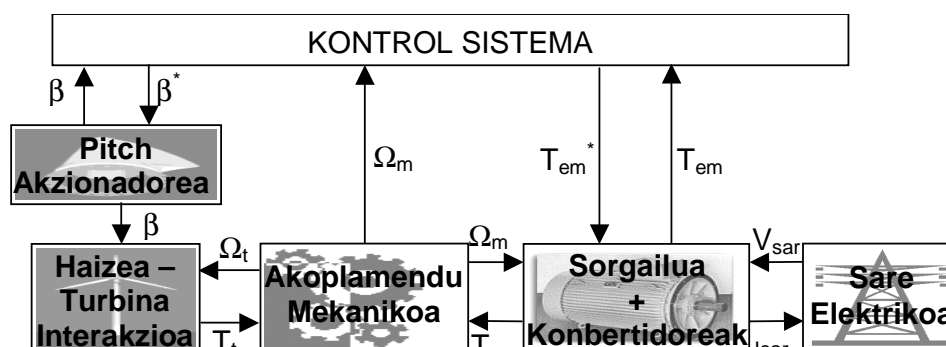 KONTROL SISTEMA
β
β*
Pitch
Akzionadorea
Ωm
Tem*
Tem
β
Ωt
Ωm
Vsar
Haizea –
Turbina
Interakzioa
Akoplamendu
Mekanikoa
Sorgailua
+
Konbertidoreak
Sare
Elektrikoa
Tt